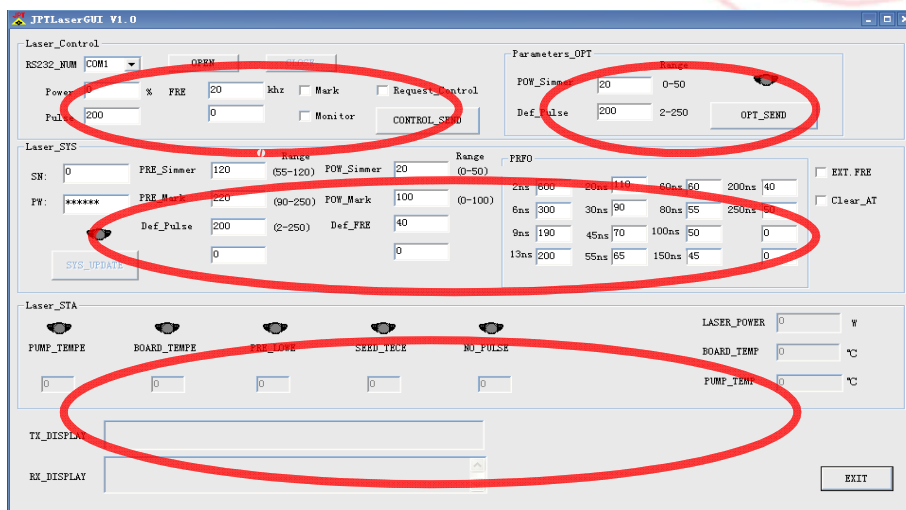 JPTLaserGUI V1.0
Laser_Control
RS232_NUM COM1 OPEN CLOSE
Power 0 % FRE 20 khz Mark Request_Control
Pulse 200 0 Monitor CONTROL_SEND
Parameters_OPT
Range
POW_Simmer 20 0-50
Def_Pulse 200 2-250 OPT_SEND
Laser_SYS
Range Range
SN: 0 PRE_Simmer 120 (55-120) POW_Simmer 20 (0-50)
PW: ****** PRE_Mark 220 (90-250) POW_Mark 100 (0-100)
Def_Pulse 200 (2-250) Def_FRE 40
SYS_UPDATE 0 0
PRFO
2ns 600 20ns 110 60ns 60 200ns 40
6ns 300 30ns 90 80ns 55 250ns 50
9ns 190 45ns 70 100ns 50 0
13ns 200 55ns 65 150ns 45 0
EXT.FRE
Clear_AT
Laser_STA
PUMP_TEMPE BOARD_TEMPE PRE_LOWE SEED_TECE NO_PULSE
0 0 0 0 0
LASER_POWER 0 W
BOARD_TEMP 0 ℃
PUMP_TEMP 0 ℃
TX_DISPLAY
RX_DISPLAY
EXIT